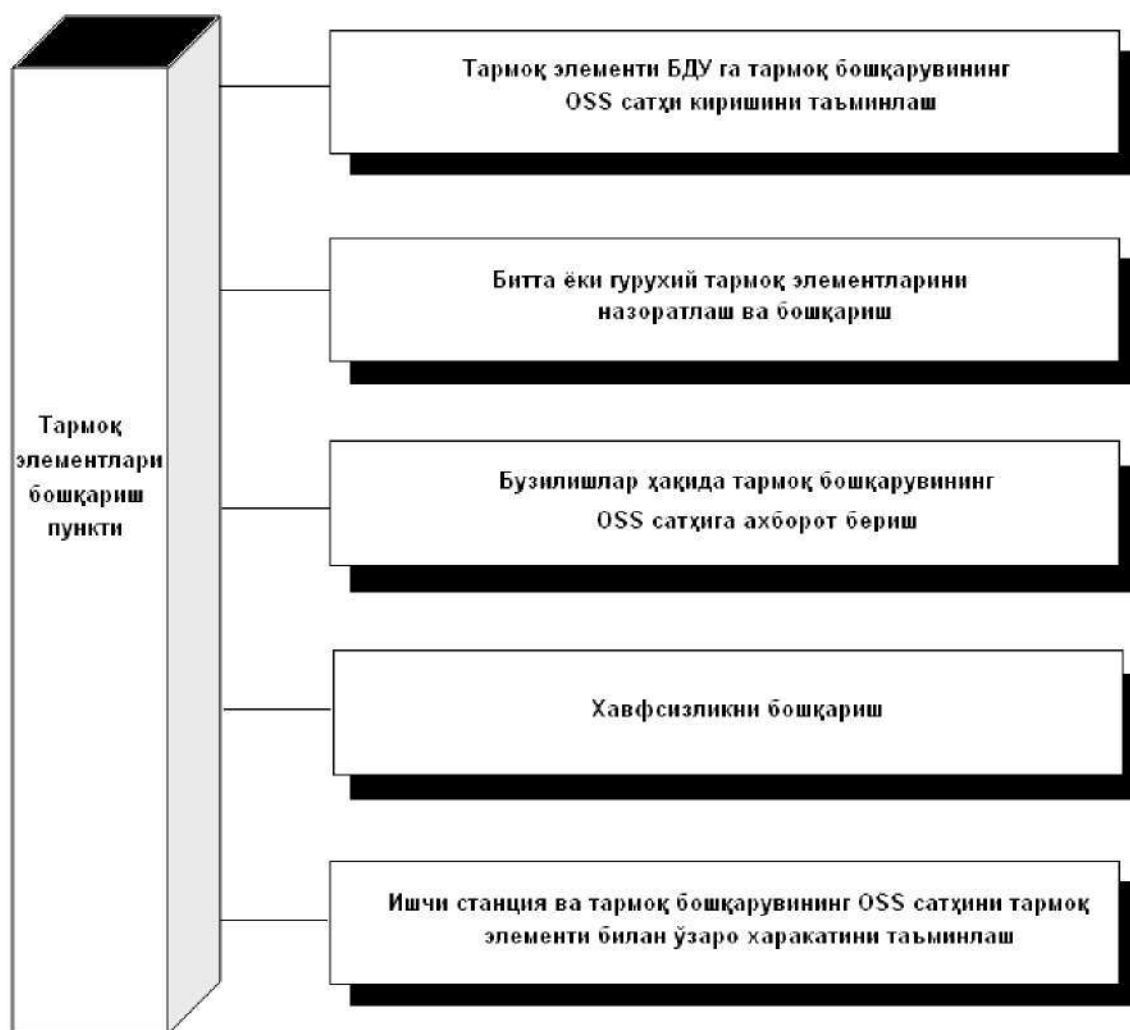 Тармоқ
элементлари
бошқариш
пункти
Тармоқ элементи БДУ га тармоқ бошқарувининг
OSS сатҳи киришини таъминлаш
Битта ёки гурухий тармоқ элементларини
назоратлаш ва бошқариш
Бузилишлар ҳақида тармоқ бошқарувининг
OSS сатҳига ахборот бериш
Хавфсизликни бошқариш
Ишчи станция ва тармоқ бошқарувининг OSS сатҳини тармоқ
элементи билан ўзаро харакатини таъминлаш